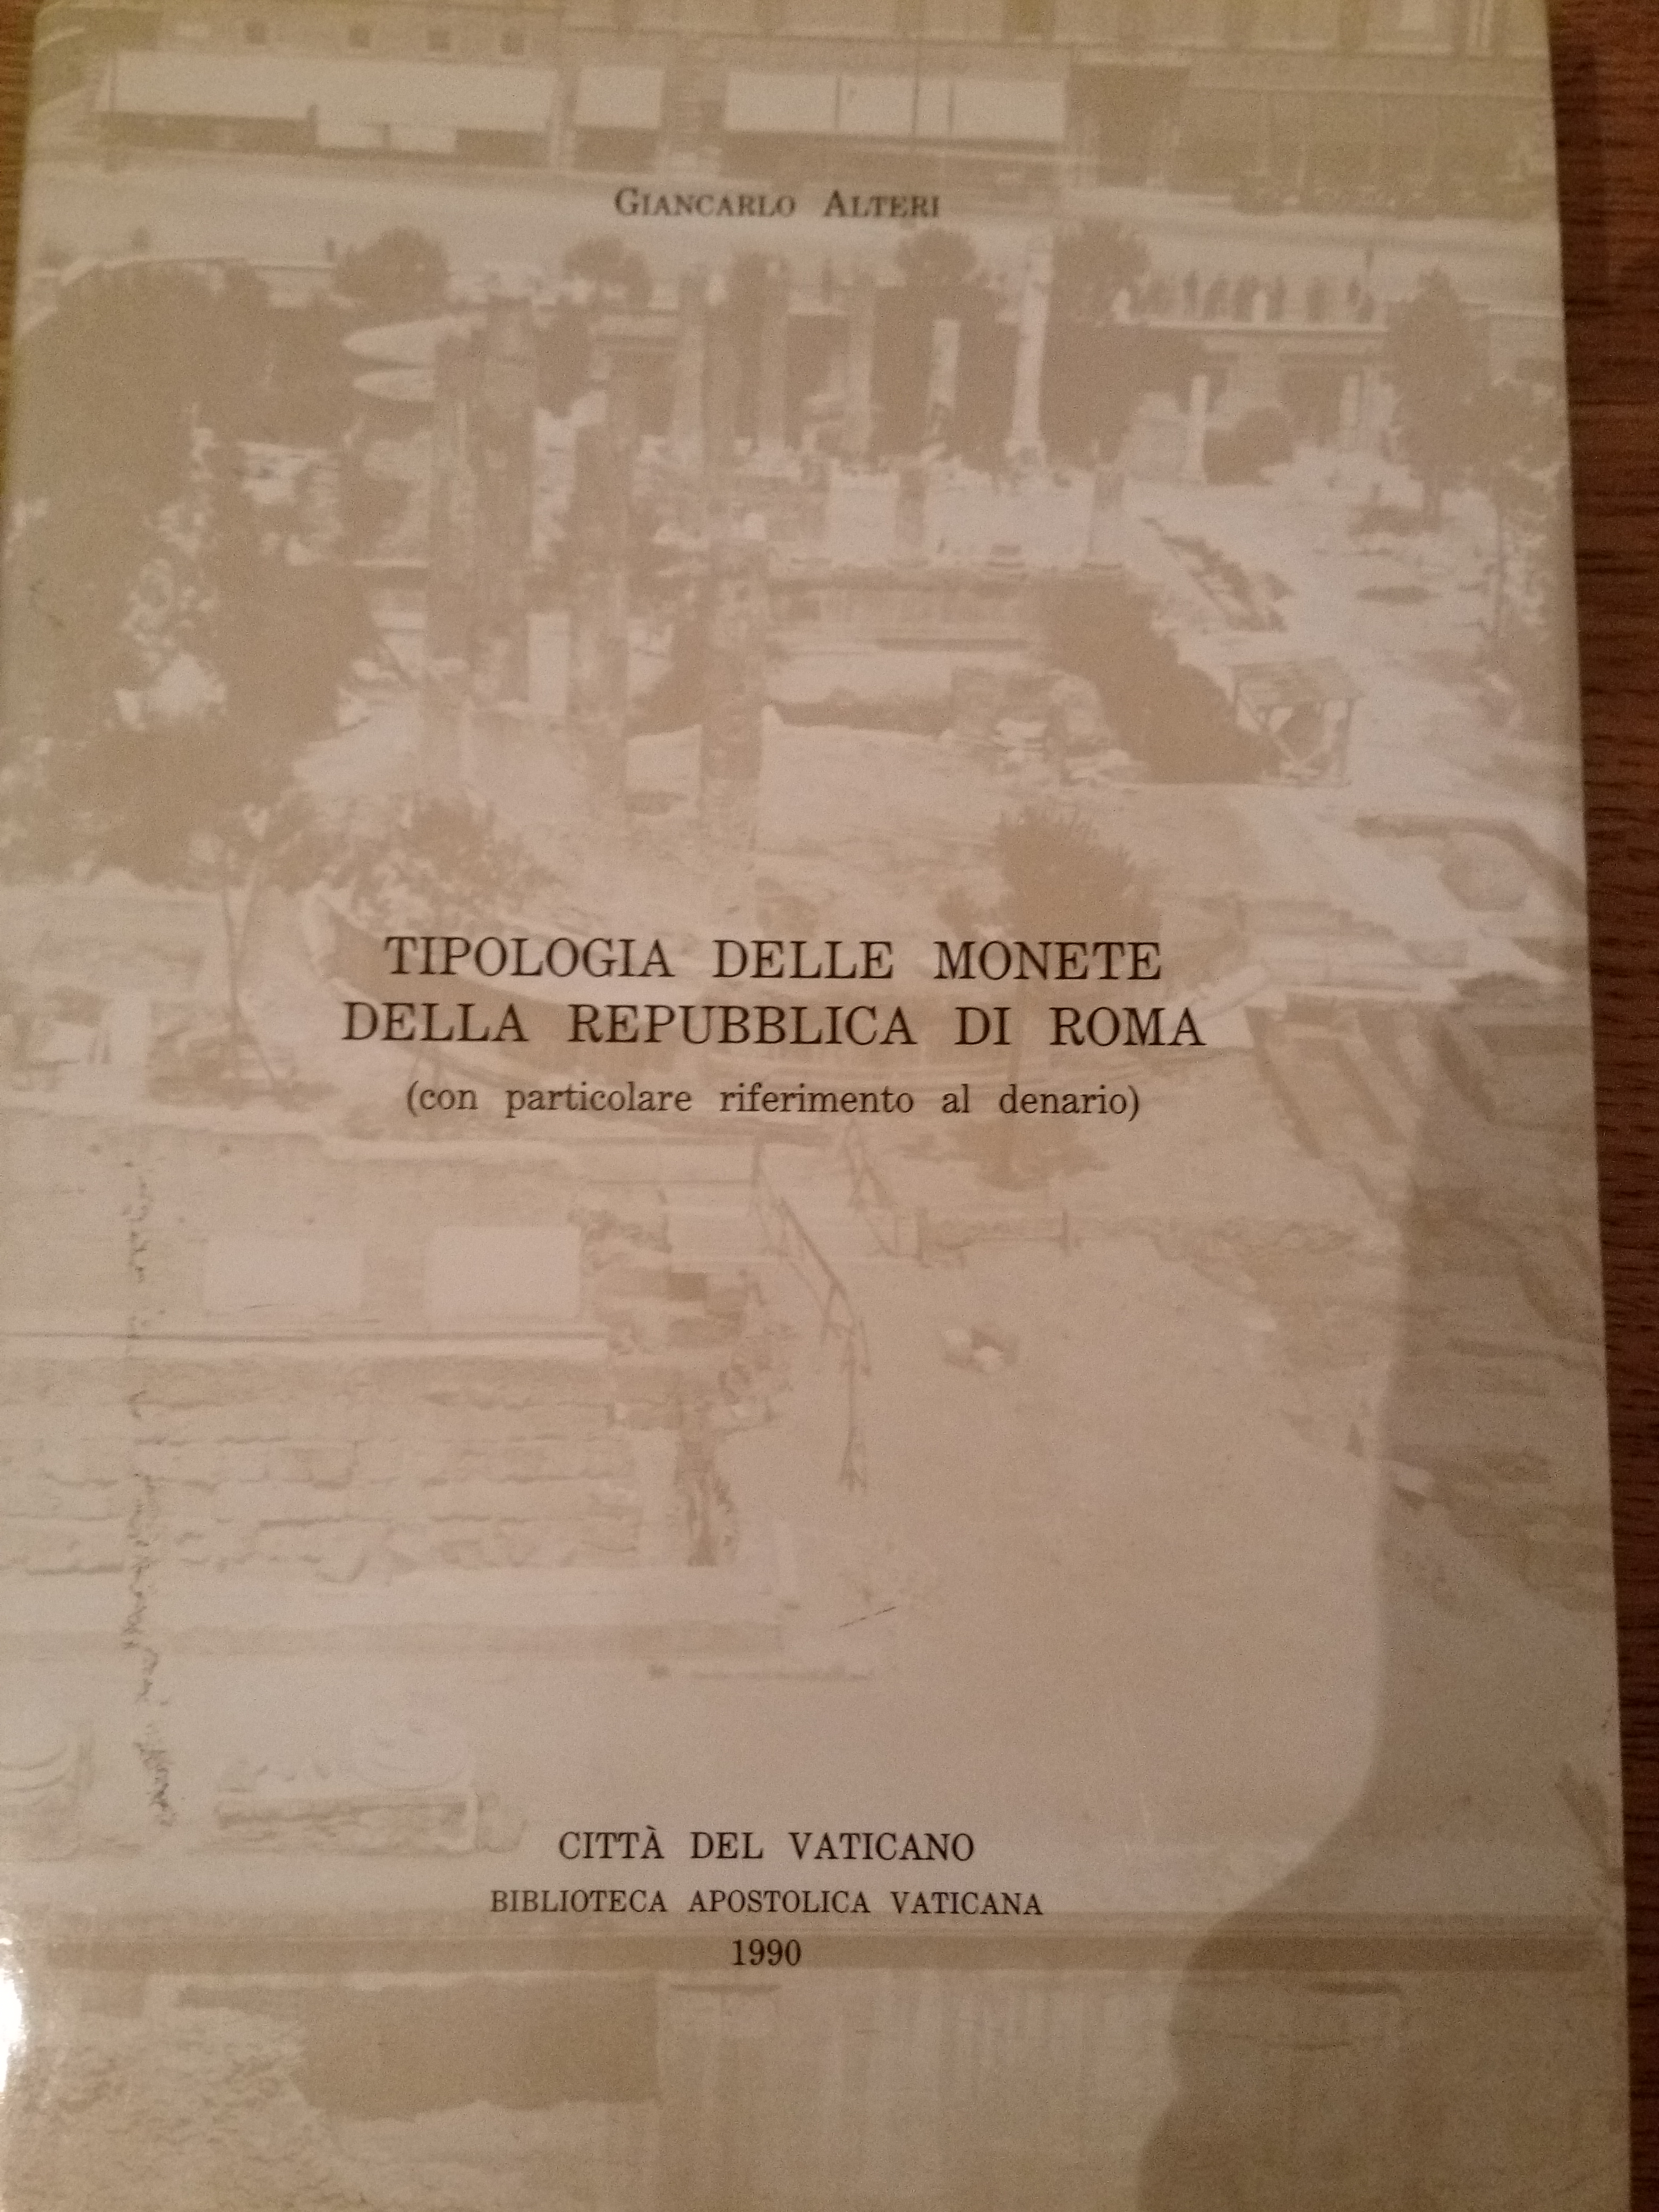 GIANCARLO ALTERI
TIPOLOGIA DELLE MONETE
DELLA REPUBBLICA DI ROMA
(con particolare riferimento al denario)
CITTÀ DEL VATICANO
BIBLIOTECA APOSTOLICA VATICANA
1990